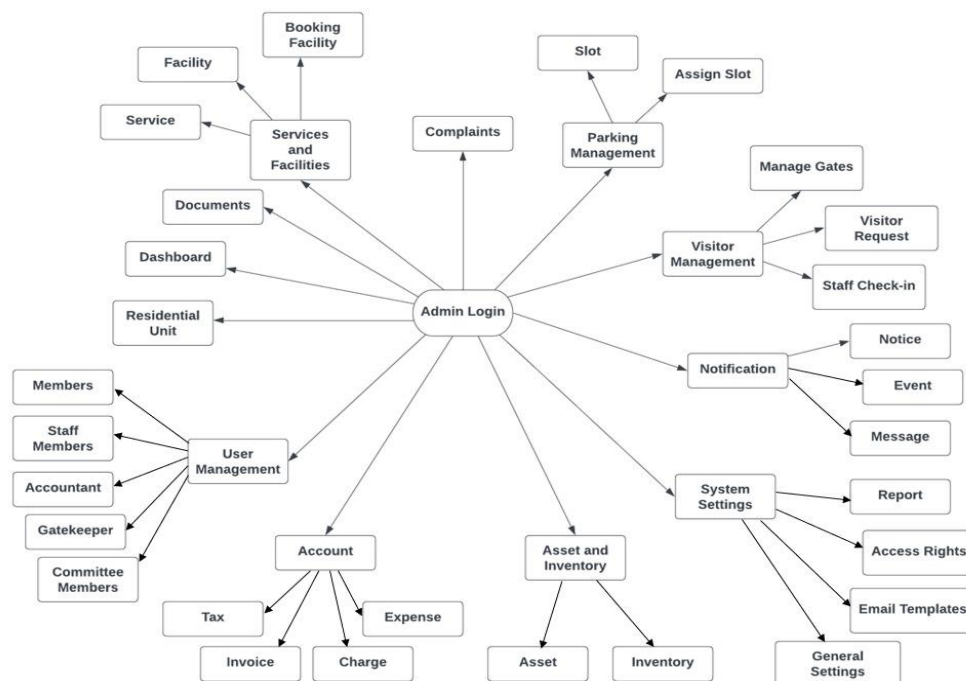 Booking
Facility
Slot
Facility
Assign Slot
Service
Services
and
Facilities
Complaints
Parking
Management
Manage Gates
Documents
Visitor
Request
Visitor
Management
Dashboard
Staff Check-in
Admin Login
Residential
Unit
Notice
Notification
Event
Members
Message
Staff
Members
User
Management
Accountant
System
Settings
Report
Gatekeeper
Access Rights
Account
Asset and
Inventory
Committee
Members
Tax
Expense
Email Templates
Invoice
Charge
Asset
Inventory
General
Settings